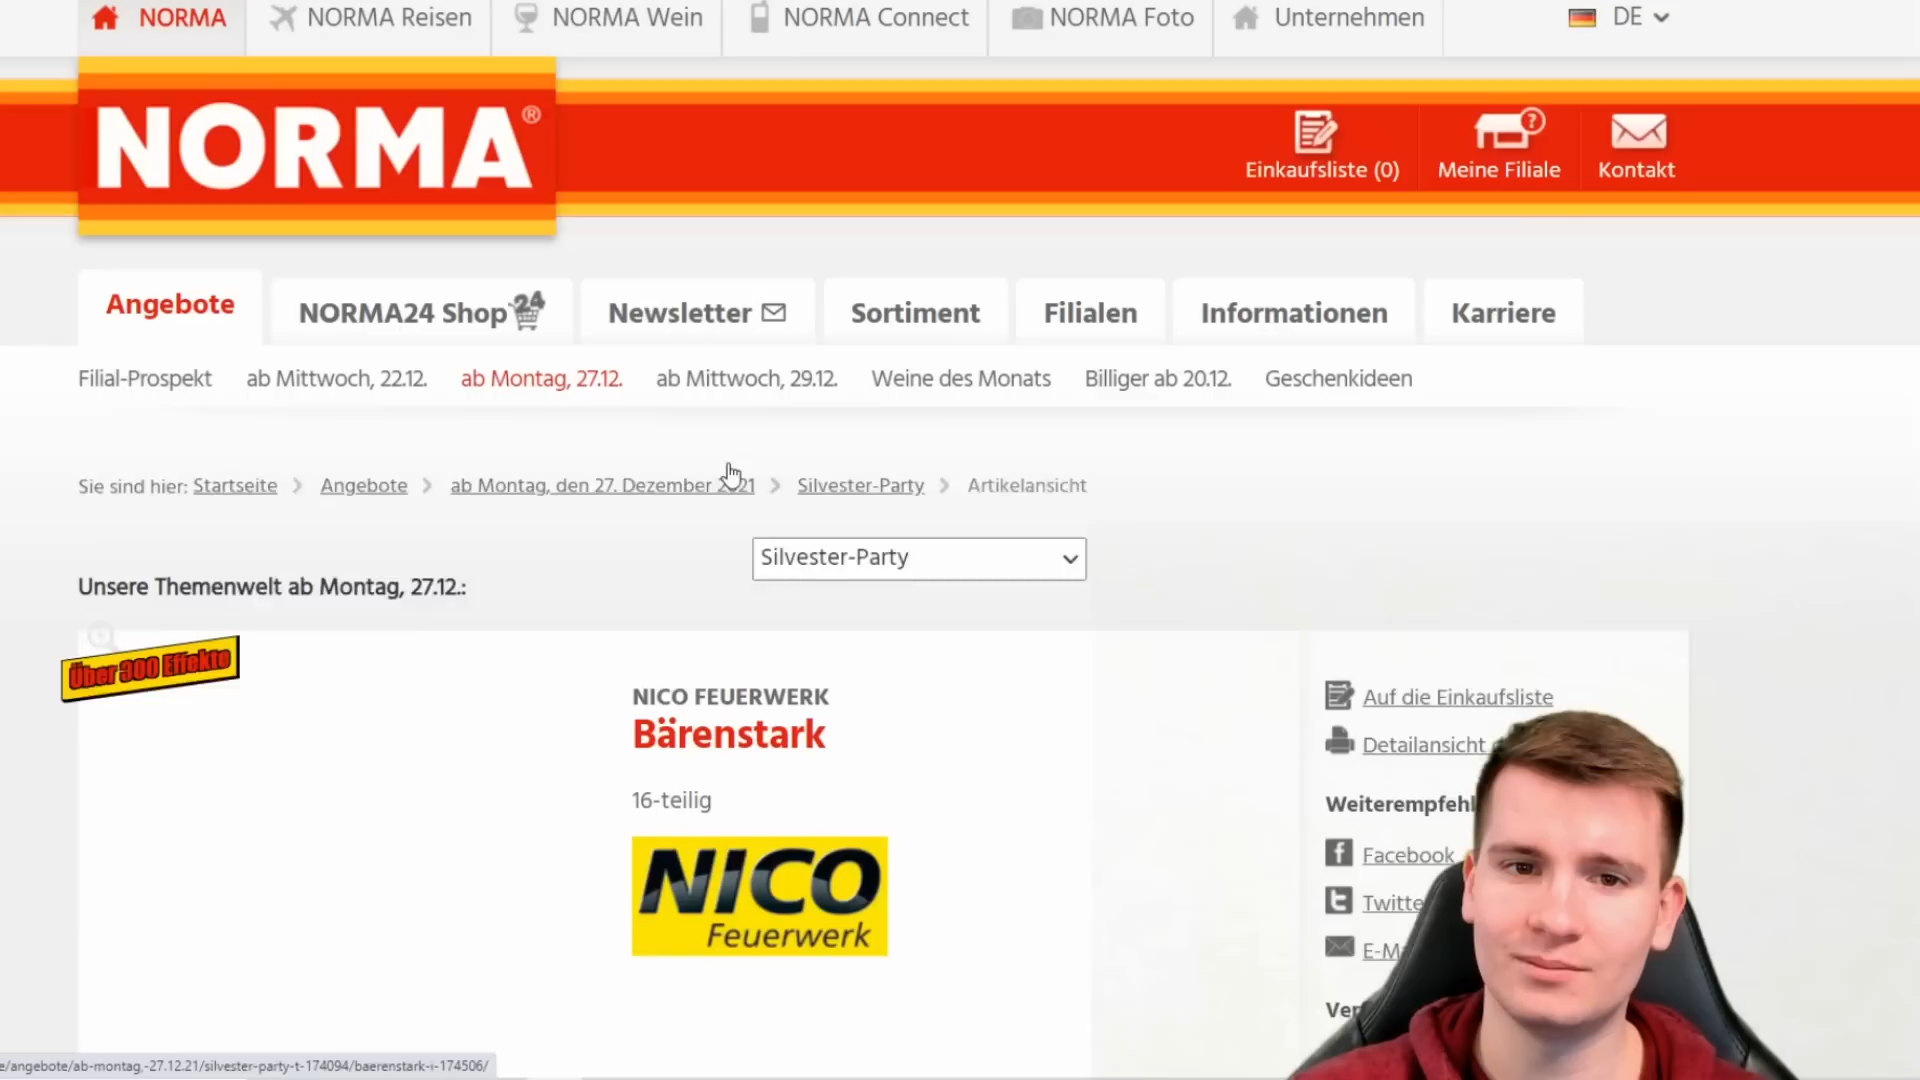 NORMA
NORMA Reisen
NORMA Wein
NORMA Connect
NORMA Foto
Unternehmen
DE
NORMA®
Einkaufsliste (0)
Meine Filiale
Kontakt
Angebote
NORMA24 Shop 24
Newsletter
Sortiment
Filialen
Informationen
Karriere
Filial-Prospekt
ab Mittwoch, 22.12.
ab Montag, 27.12.
ab Mittwoch, 29.12.
Weine des Monats
Billiger ab 20.12.
Geschenkideen
Sie sind hier: Startseite > Angebote > ab Montag, den 27. Dezember 2021 > Silvester-Party > Artikelansicht
Silvester-Party
Unsere Themenwelt ab Montag, 27.12.:
Über 300 Effekte
NICO FEUERWERK
Bärenstark
16-teilig
NICO
Feuerwerk
Auf die Einkaufsliste
Detailansicht
Weiterempfehl
Facebook
Twitte
E-M
Ver
e/angebote/ab-montag,-27.12.21/silvester-party-t-174094/baerenstark-i-174506/